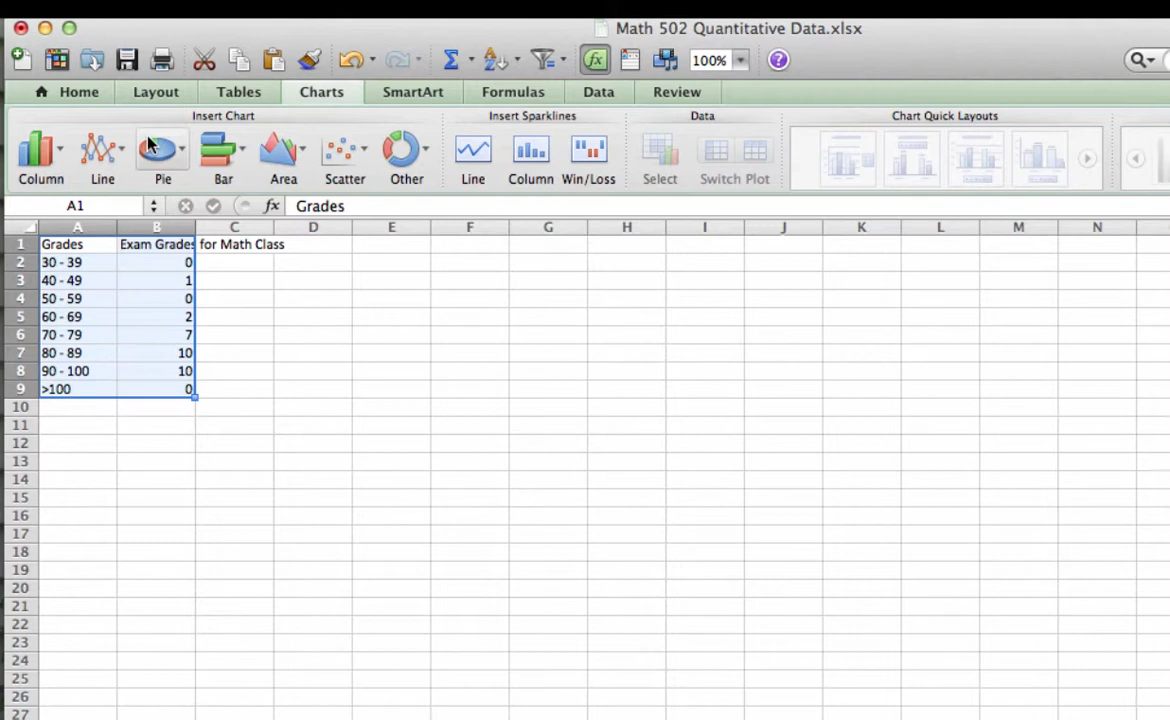 Math 502 Quantitative Data.xlsx
100%
Home Layout Tables Charts SmartArt Formulas Data Review
Insert Chart Insert Sparklines Data Chart Quick Layouts
Column Line Pie Bar Area Scatter Other Line Column Win/Loss Select Switch Plot
A1 fx Grades
A B C D E F G H I J K L M N
1 Grades Exam Grades for Math Class
2 30 - 39 0
3 40 - 49 1
4 50 - 59 0
5 60 - 69 2
6 70 - 79 7
7 80 - 89 10
8 90 - 100 10
9 >100 0
10
11
12
13
14
15
16
17
18
19
20
21
22
23
24
25
26
27